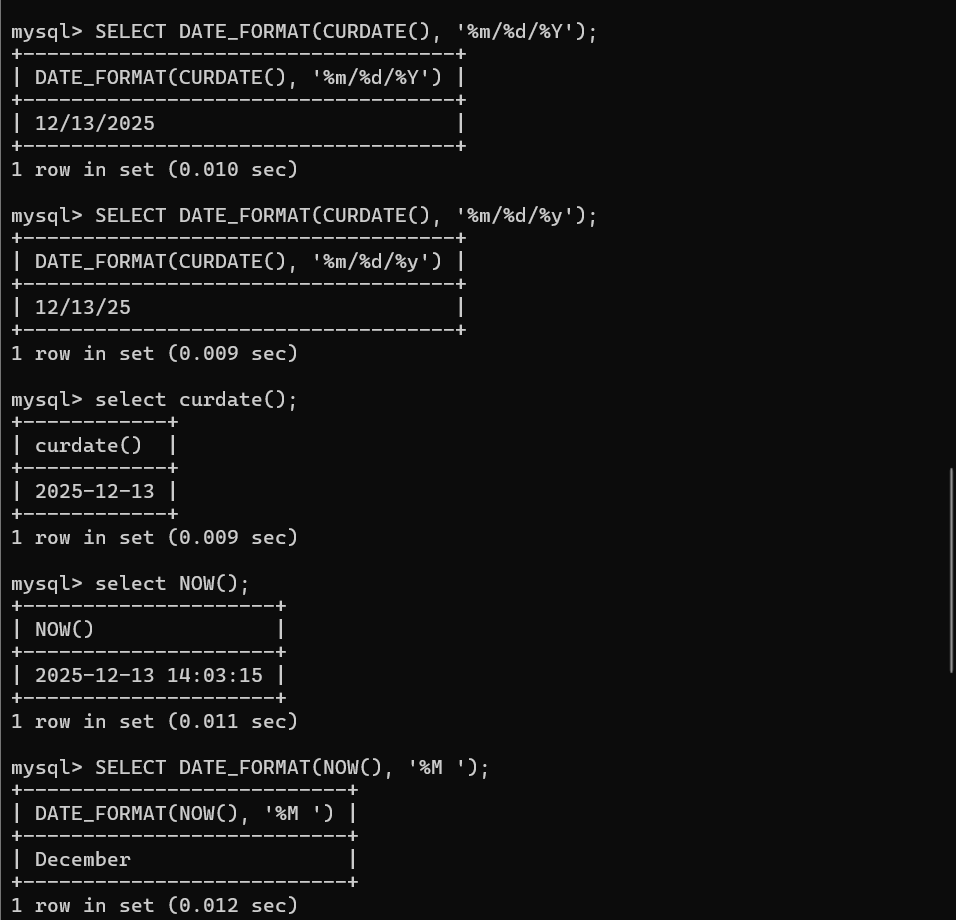 mysql> SELECT DATE_FORMAT(CURDATE(), '%m/%d/%Y');
+------------------------------------+
| DATE_FORMAT(CURDATE(), '%m/%d/%Y') |
+------------------------------------+
| 12/13/2025                         |
+------------------------------------+
1 row in set (0.010 sec)

mysql> SELECT DATE_FORMAT(CURDATE(), '%m/%d/%y');
+------------------------------------+
| DATE_FORMAT(CURDATE(), '%m/%d/%y') |
+------------------------------------+
| 12/13/25                           |
+------------------------------------+
1 row in set (0.009 sec)

mysql> select curdate();
+------------+
| curdate()  |
+------------+
| 2025-12-13 |
+------------+
1 row in set (0.009 sec)

mysql> select NOW();
+---------------------+
| NOW()               |
+---------------------+
| 2025-12-13 14:03:15 |
+---------------------+
1 row in set (0.011 sec)

mysql> SELECT DATE_FORMAT(NOW(), '%M ');
+---------------------------+
| DATE_FORMAT(NOW(), '%M ') |
+---------------------------+
| December                  |
+---------------------------+
1 row in set (0.012 sec)